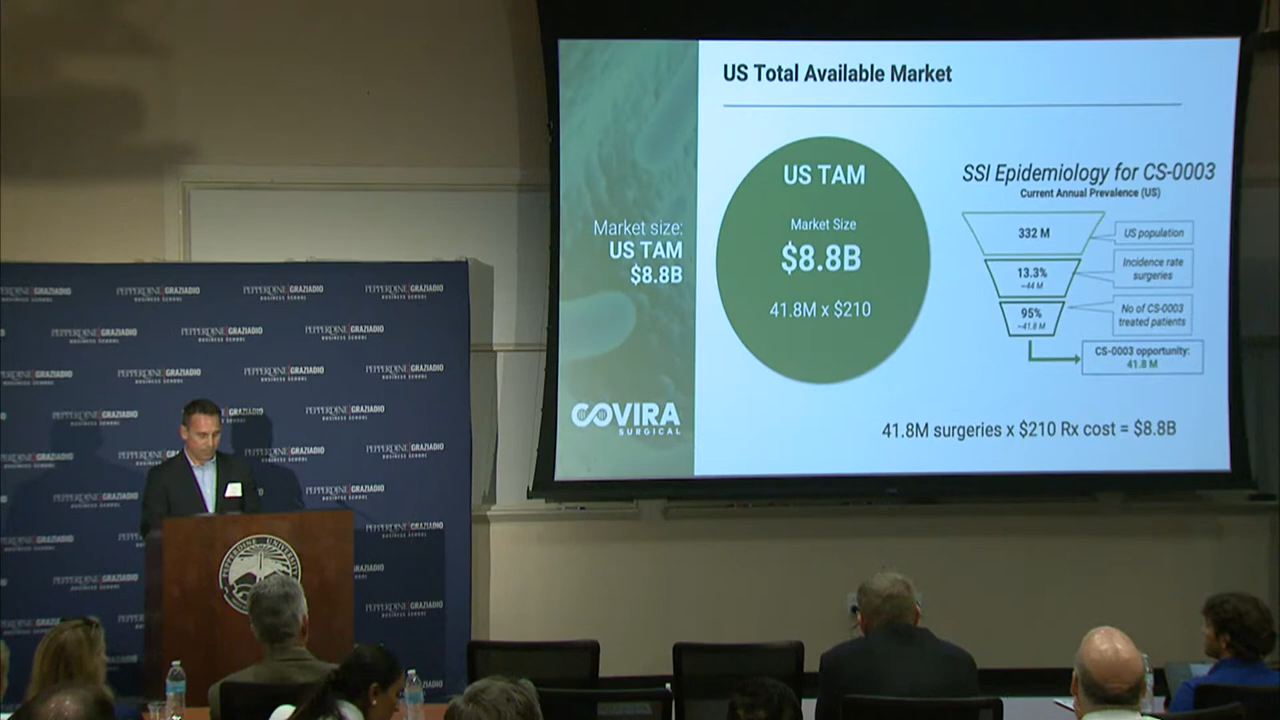 US Total Available Market
US TAM
Market Size
$8.8B
41.8M x $210
SSI Epidemiology for CS-0003
Current Annual Prevalence (US)
332 M
US population
13.3%
~44 M
Incidence rate
surgeries
95%
~41.8 M
No of CS-0003
treated patients
CS-0003 opportunity:
41.8 M
41.8M surgeries x $210 Rx cost = $8.8B
Market size:
US TAM
$8.8B
COVIRA
SURGICAL
PEPPERDINE GRAZIADIO
BUSINESS SCHOOL
PEPPERDINE UNIVERSITY